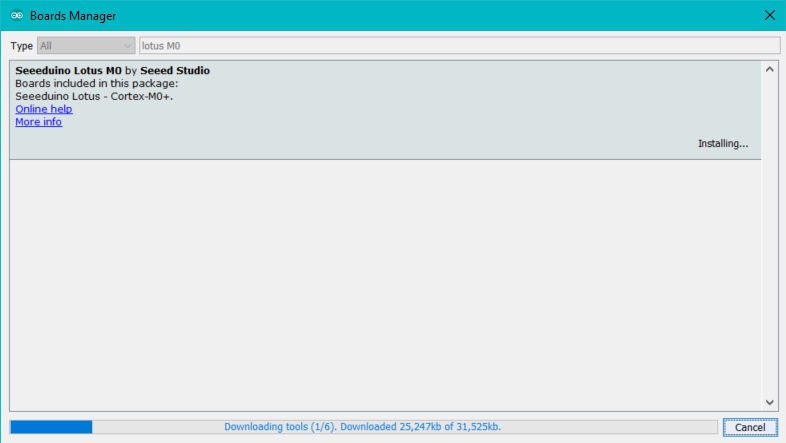 Boards Manager
Type All lotus M0
Seeeduino Lotus M0 by Seeed Studio
Boards included in this package:
Seeeduino Lotus - Cortex-M0+.
Online help
More info
Installing...
Downloading tools (1/6). Downloaded 25,247kb of 31,525kb.
Cancel